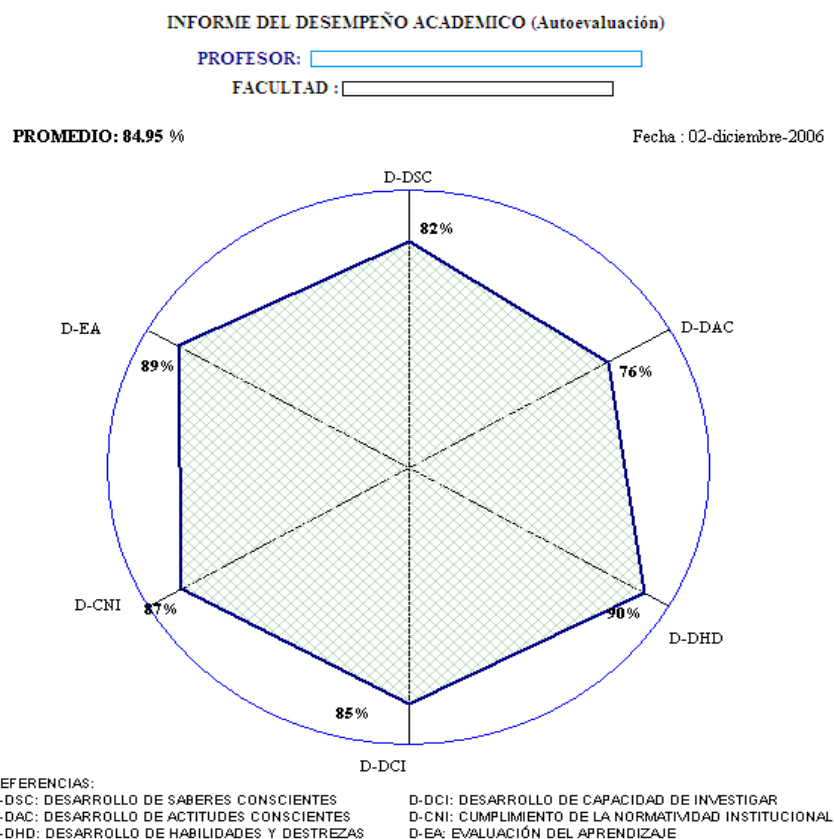 INFORME DEL DESEMPEÑO ACADEMICO (Autoevaluación)
PROFESOR:
FACULTAD :
PROMEDIO: 84.95 %
Fecha : 02-diciembre-2006
D-DSC
82%
D-EA
D-DAC
89%
76%
D-CNI
87%
90%
D-DHD
85%
D-DCI
EFERENCIAS:
-DSC: DESARROLLO DE SABERES CONSCIENTES
D-DCI: DESARROLLO DE CAPACIDAD DE INVESTIGAR
-DAC: DESARROLLO DE ACTITUDES CONSCIENTES
D-CNI: CUMPLIMIENTO DE LA NORMATIVIDAD INSTITUCIONAL
-DHD: DESARROLLO DE HABILIDADES Y DESTREZAS
D-EA: EVALUACIÓN DEL APRENDIZAJE